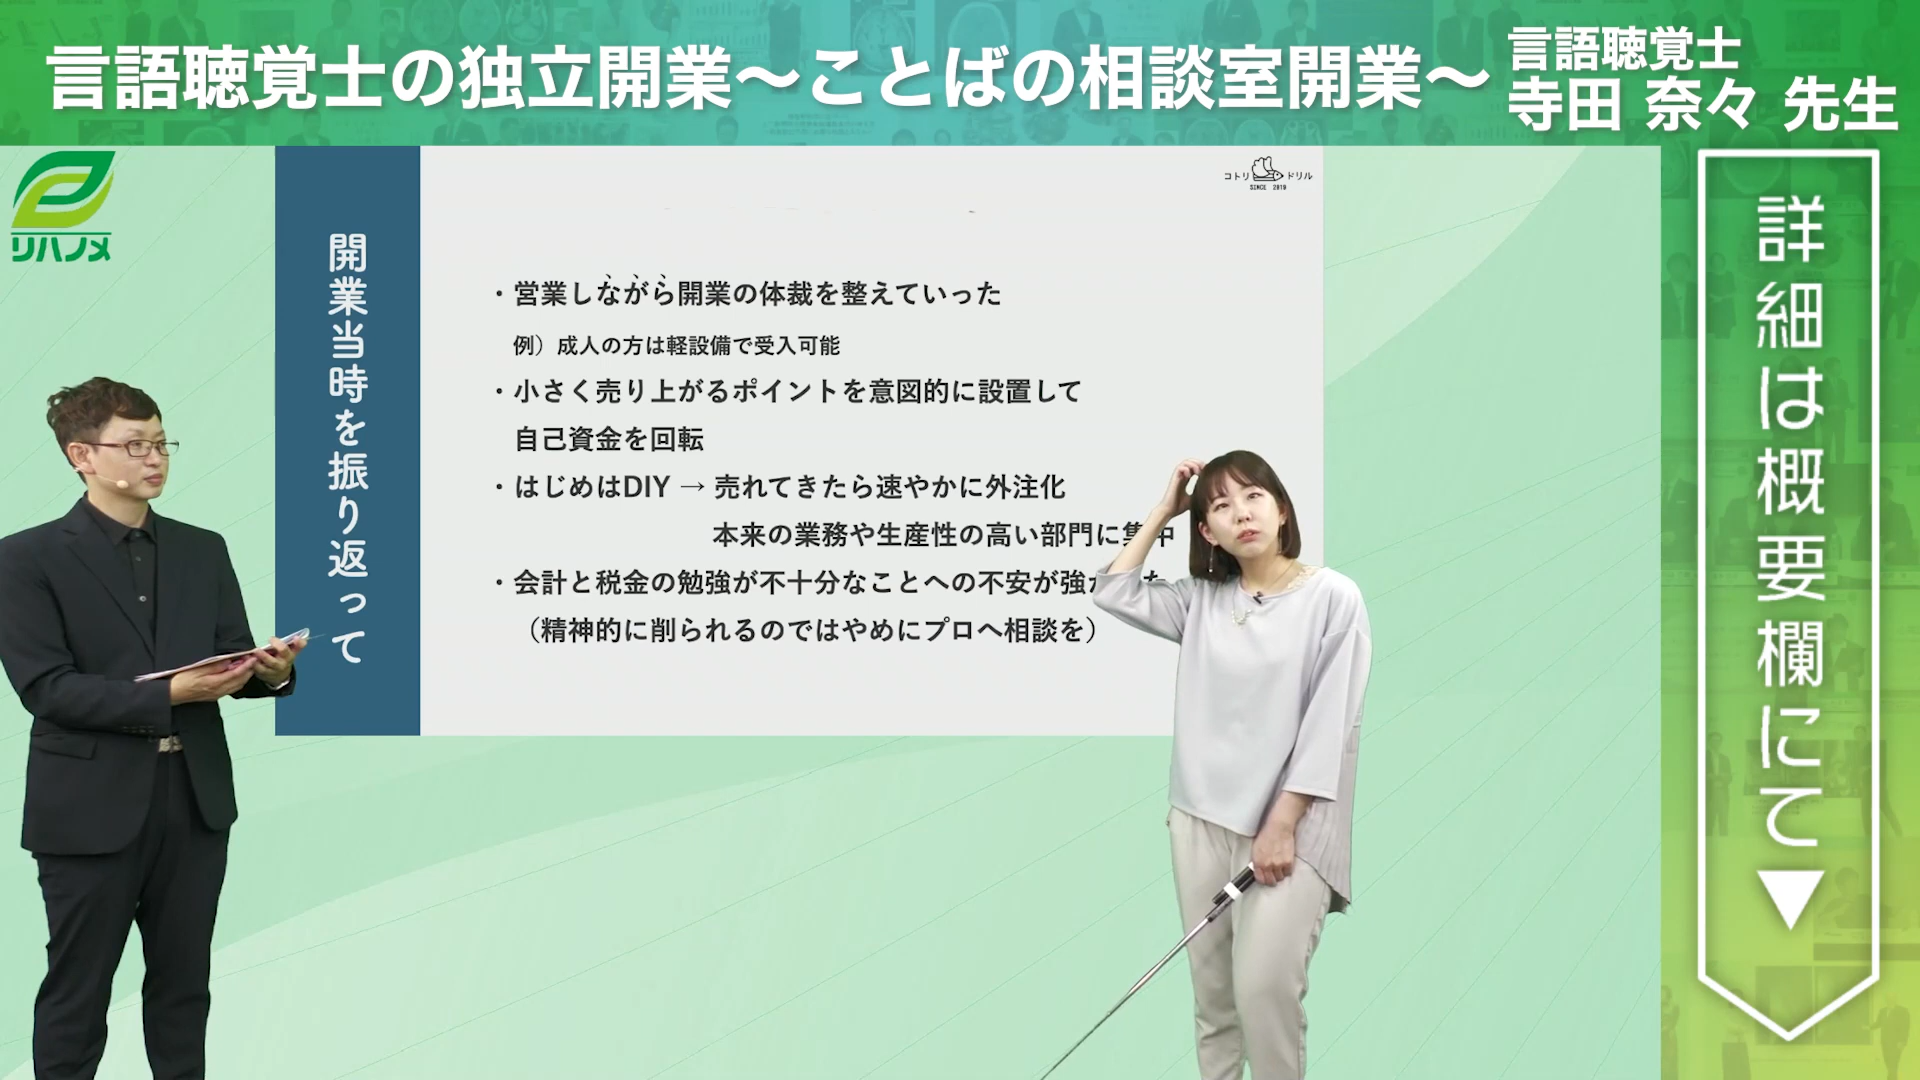 言語聴覚士の独立開業～ことばの相談室開業～
言語聴覚士
寺田 奈々 先生
リハノメ
コトリ ドリル
SINCE 2019
開業当時を振り返って
・営業しながら開業の体裁を整えていった
例）成人の方は軽設備で受入可能
・小さく売り上がるポイントを意図的に設置して
自己資金を回転
・はじめはDIY → 売れてきたら速やかに外注化
本来の業務や生産性の高い部門に集中
・会計と税金の勉強が不十分なことへの不安が強かった
（精神的に削られるのではやめにプロへ相談を）
詳細は概要欄にて▼